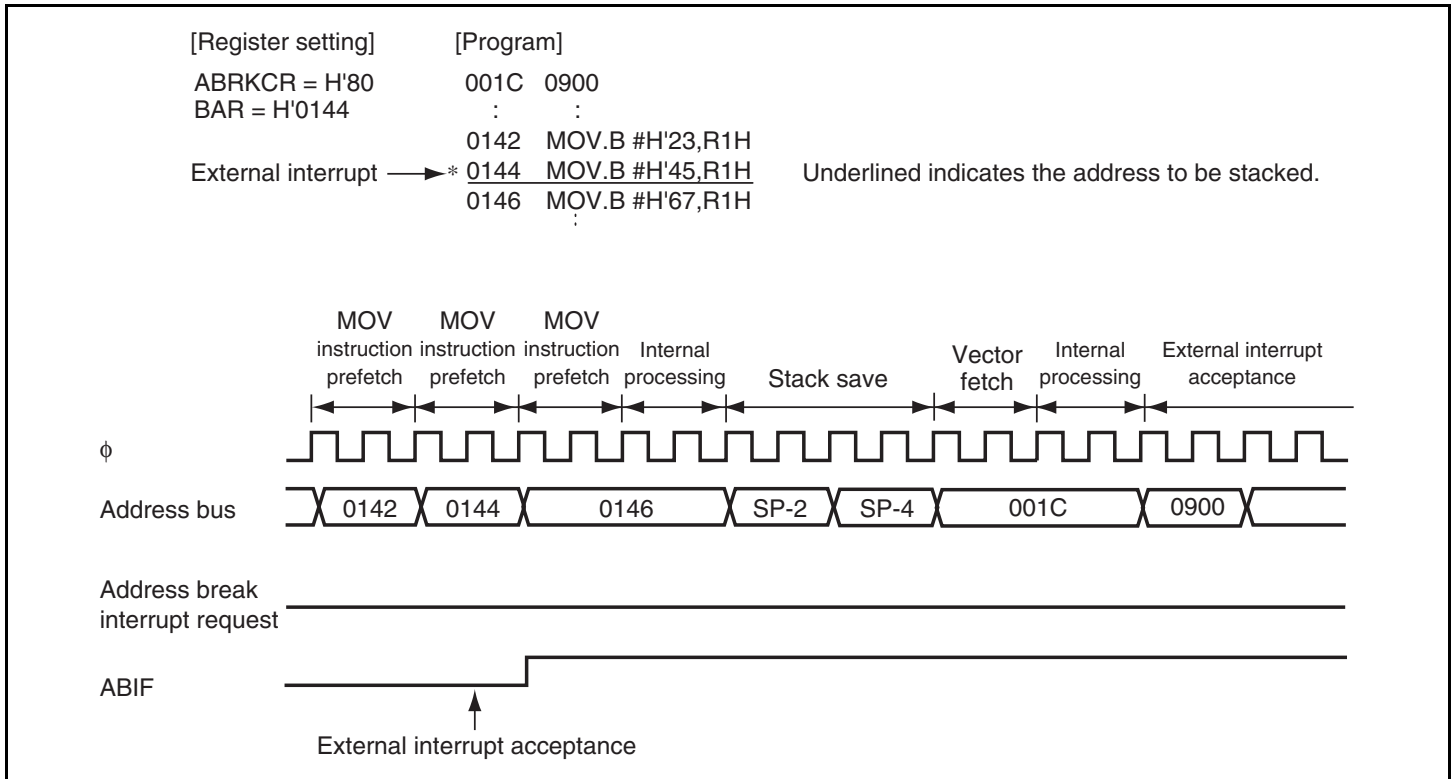 [Register setting] [Program]
ABRKCR = H'80 001C 0900
BAR = H'0144 : :
0142 MOV.B #H'23,R1H
External interrupt * 0144 MOV.B #H'45,R1H Underlined indicates the address to be stacked.
0146 MOV.B #H'67,R1H
:
MOV MOV MOV
instruction instruction instruction Internal Vector Internal External interrupt
prefetch prefetch prefetch processing Stack save fetch processing acceptance
φ
Address bus 0142 0144 0146 SP-2 SP-4 001C 0900
Address break
interrupt request
ABIF
External interrupt acceptance